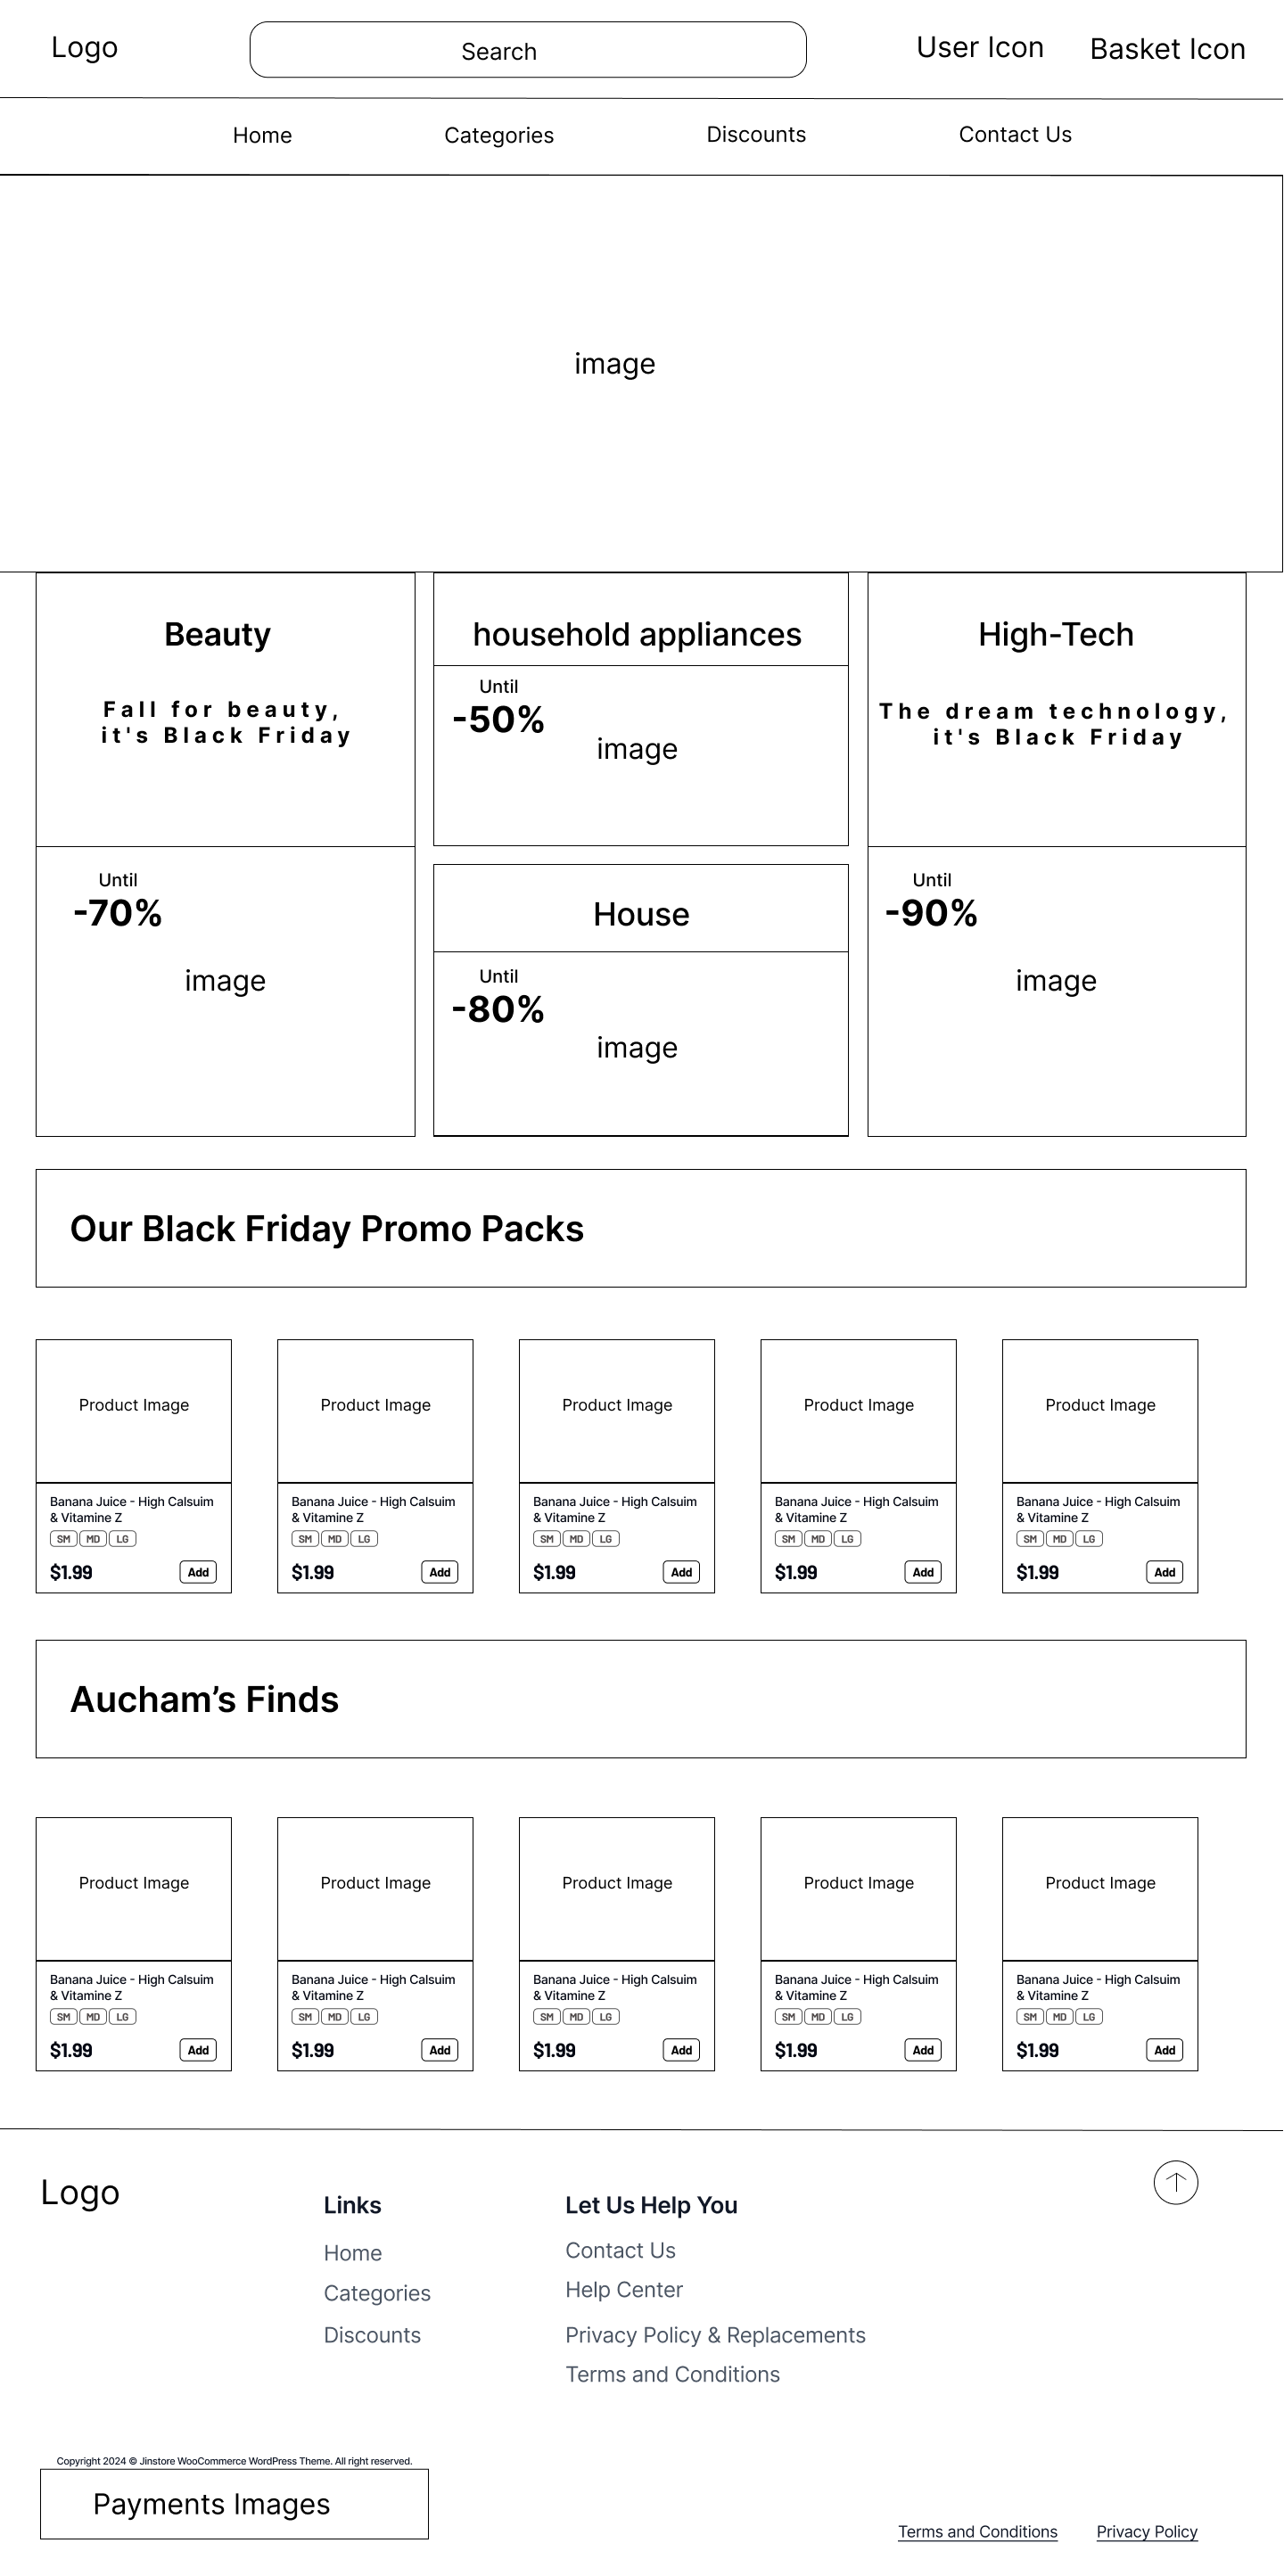 Logo
Search
User Icon
Basket Icon
Home
Categories
Discounts
Contact Us
image
Beauty
Fall for beauty,
it's Black Friday
Until
-70%
image
household appliances
Until
-50%
image
House
Until
-80%
image
High-Tech
The dream technology,
it's Black Friday
Until
-90%
image
Our Black Friday Promo Packs
Product Image
Banana Juice - High Calsuim
& Vitamine Z
SM MD LG
$1.99 Add
Product Image
Banana Juice - High Calsuim
& Vitamine Z
SM MD LG
$1.99 Add
Product Image
Banana Juice - High Calsuim
& Vitamine Z
SM MD LG
$1.99 Add
Product Image
Banana Juice - High Calsuim
& Vitamine Z
SM MD LG
$1.99 Add
Product Image
Banana Juice - High Calsuim
& Vitamine Z
SM MD LG
$1.99 Add
Aucham’s Finds
Product Image
Banana Juice - High Calsuim
& Vitamine Z
SM MD LG
$1.99 Add
Product Image
Banana Juice - High Calsuim
& Vitamine Z
SM MD LG
$1.99 Add
Product Image
Banana Juice - High Calsuim
& Vitamine Z
SM MD LG
$1.99 Add
Product Image
Banana Juice - High Calsuim
& Vitamine Z
SM MD LG
$1.99 Add
Product Image
Banana Juice - High Calsuim
& Vitamine Z
SM MD LG
$1.99 Add
Logo
Links
Home
Categories
Discounts
Let Us Help You
Contact Us
Help Center
Privacy Policy & Replacements
Terms and Conditions
Copyright 2024 © Jinstore WooCommerce WordPress Theme. All right reserved.
Payments Images
Terms and Conditions
Privacy Policy